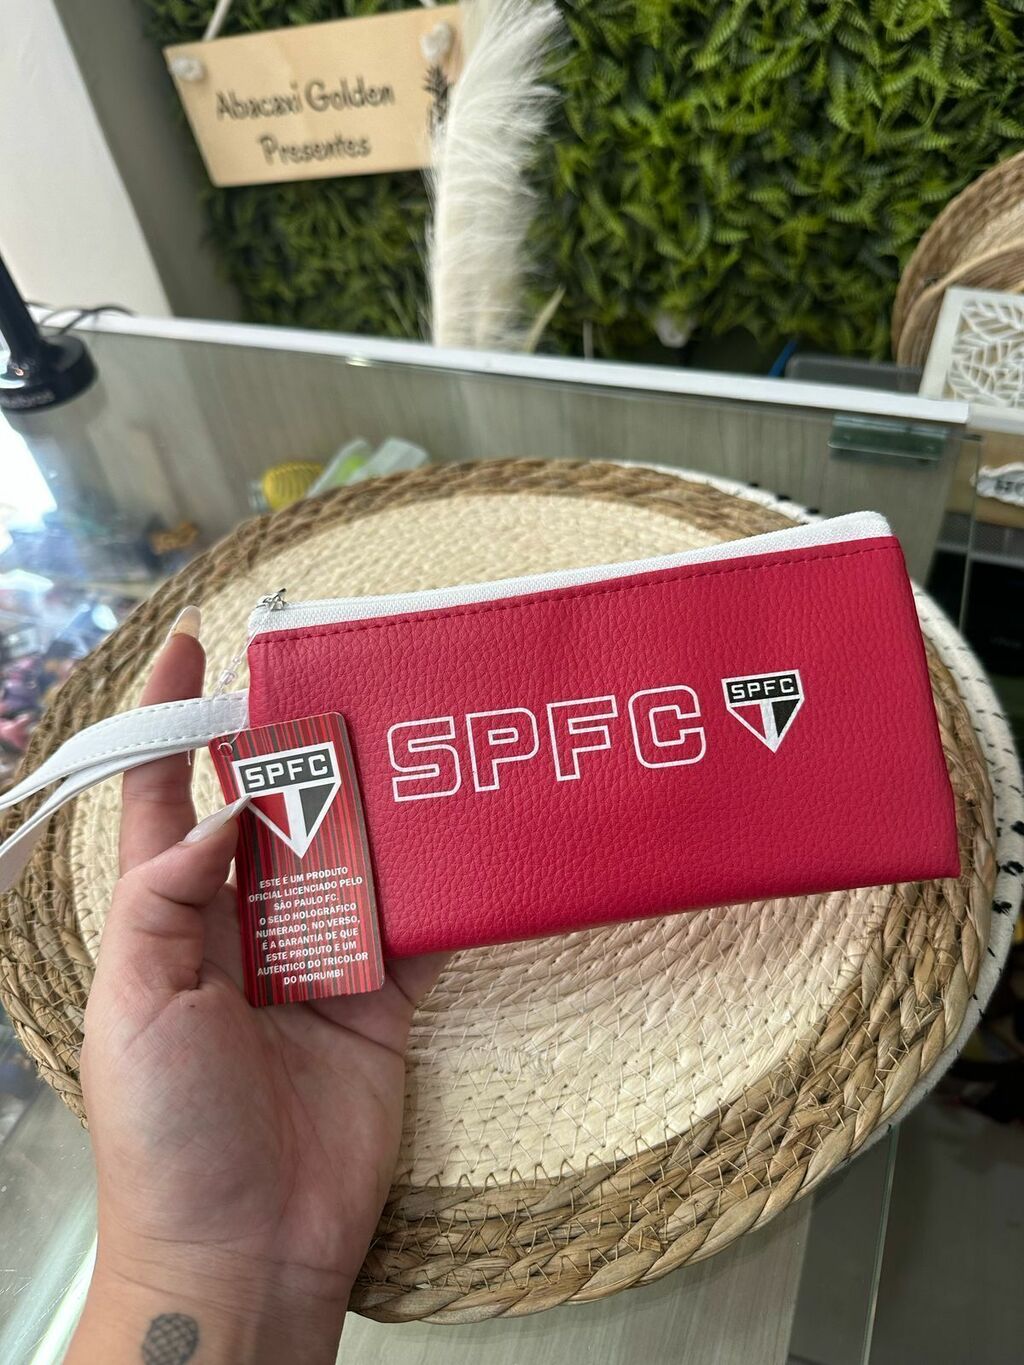 Abacaxi Golden
Presentes
SPFC
SPFC
SPFC
ESTE É UM PRODUTO
OFICIAL LICENCIADO PELO
SÃO PAULO FC.
O SELO HOLOGRÁFICO
NUMERADO, NO VERSO,
É A GARANTIA DE QUE
ESTE PRODUTO É UM
AUTÊNTICO DO TRICOLOR
DO MORUMBI